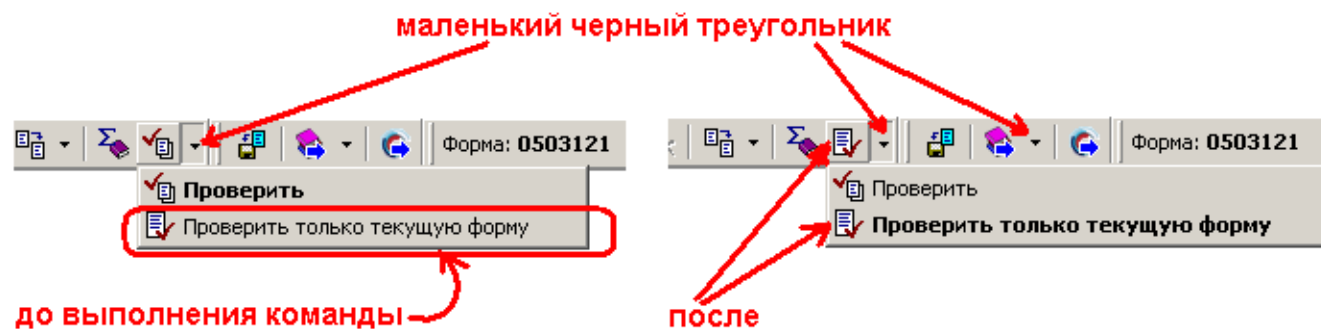 маленький черный треугольник
Форма: 0503121
Форма: 0503121
Проверить
Проверить только текущую форму
Проверить
Проверить только текущую форму
до выполнения команды
после